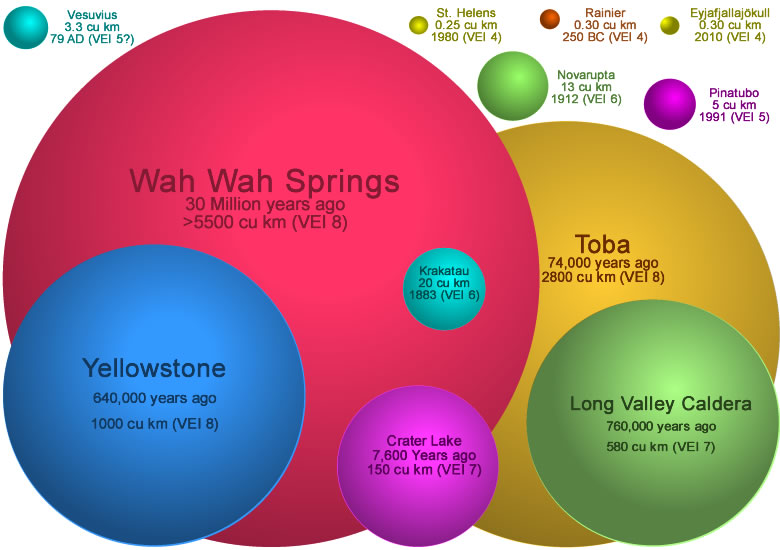 Vesuvius
3.3 cu km
79 AD (VEI 5?)
St. Helens
0.25 cu km
1980 (VEI 4)
Rainier
0.30 cu km
250 BC (VEI 4)
Eyjafjallajökull
0.30 cu km
2010 (VEI 4)
Novarupta
13 cu km
1912 (VEI 6)
Pinatubo
5 cu km
1991 (VEI 5)
Wah Wah Springs
30 Million years ago
>5500 cu km (VEI 8)
Toba
74,000 years ago
2800 cu km (VEI 8)
Krakatau
20 cu km
1883 (VEI 6)
Yellowstone
640,000 years ago
1000 cu km (VEI 8)
Crater Lake
7,600 Years ago
150 cu km (VEI 7)
Long Valley Caldera
760,000 years ago
580 cu km (VEI 7)